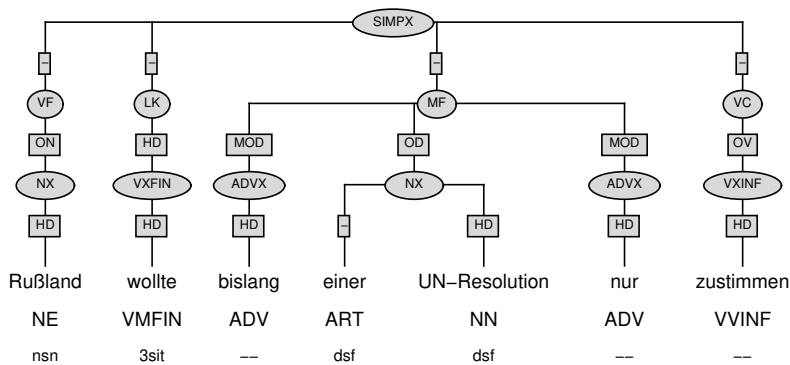 SIMPX
– – – –
VF LK MF VC
ON HD MOD OD MOD OV
NX VXFIN ADVX NX ADVX VXINF
HD HD HD – HD HD HD
Rußland wollte bislang einer UN−Resolution nur zustimmen
NE VMFIN ADV ART NN ADV VVINF
nsn 3sit −− dsf dsf −− −−